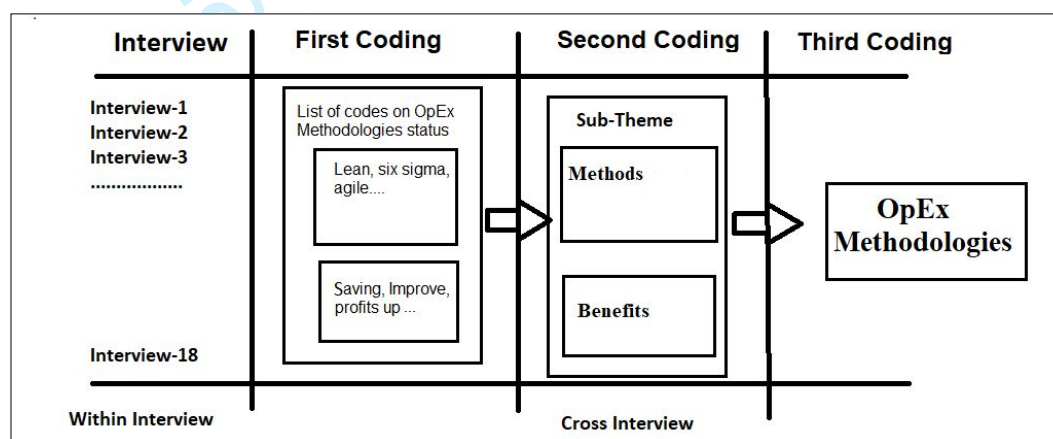 Interview
First Coding
Second Coding
Third Coding
Interview-1
Interview-2
Interview-3
..................
Interview-18
List of codes on OpEx
Methodologies status
Lean, six sigma,
agile....
Saving, Improve,
profits up ...
Sub-Theme
Methods
Benefits
OpEx
Methodologies
Within Interview
Cross Interview